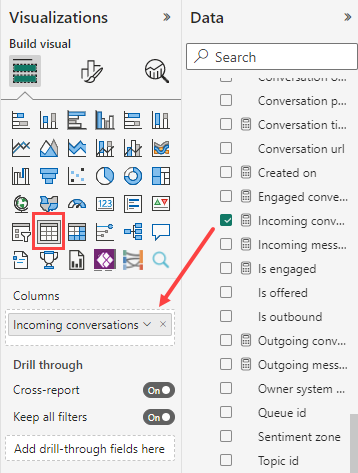 Visualizations
Build visual
123
Columns
Incoming conversations
Drill through
Cross-report
On
Keep all filters
On
Add drill-through fields here
Data
Search
Conversation o...
Conversation p...
Conversation ti...
Conversation url
Created on
Engaged conve...
Incoming conv...
Incoming mess...
Is engaged
Is offered
Is outbound
Outgoing conv...
Outgoing mess...
Owner system ...
Queue id
Sentiment zone
Topic id